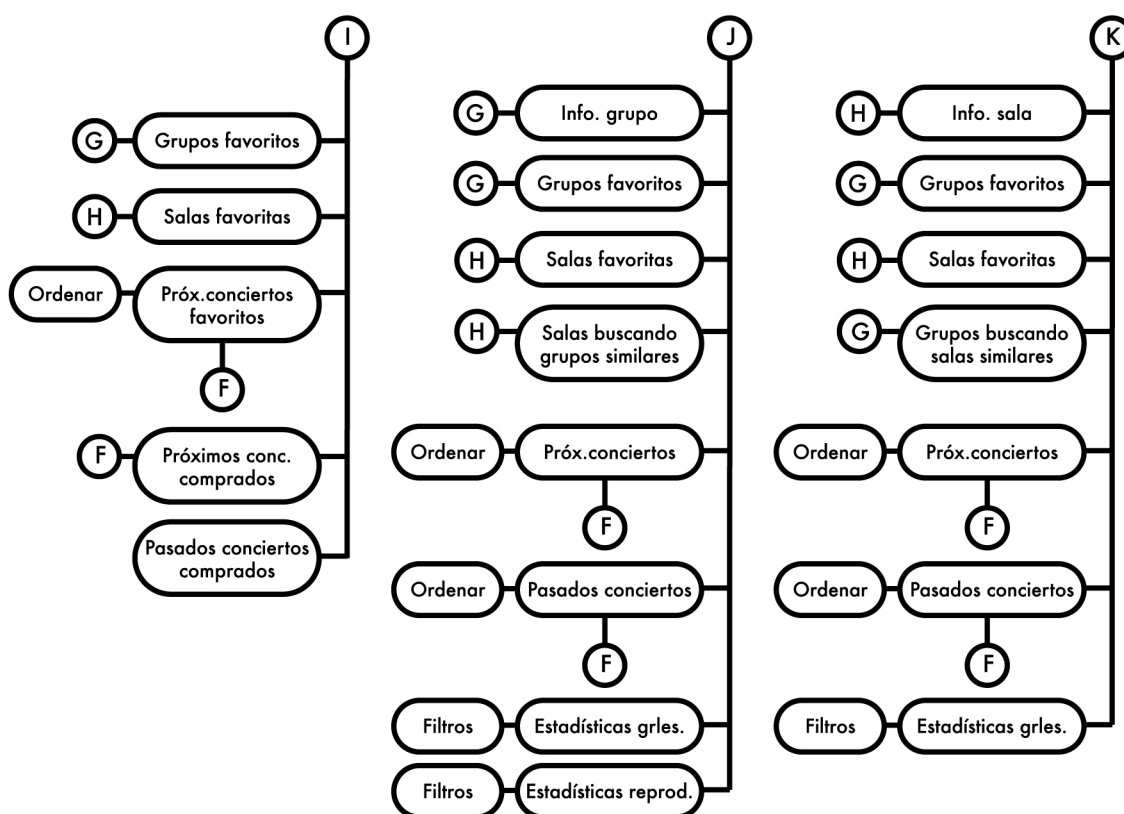 I
G
Grupos favoritos
H
Salas favoritas
Ordenar
Próx.conciertos
favoritos
F
F
Próximos conc.
comprados
Pasados conciertos
comprados
J
G
Info. grupo
G
Grupos favoritos
H
Salas favoritas
H
Salas buscando
grupos similares
Ordenar
Próx.conciertos
F
Ordenar
Pasados conciertos
F
Filtros
Estadísticas grles.
Filtros
Estadísticas reprod.
K
H
Info. sala
G
Grupos favoritos
H
Salas favoritas
G
Grupos buscando
salas similares
Ordenar
Próx.conciertos
F
Ordenar
Pasados conciertos
F
Filtros
Estadísticas grles.